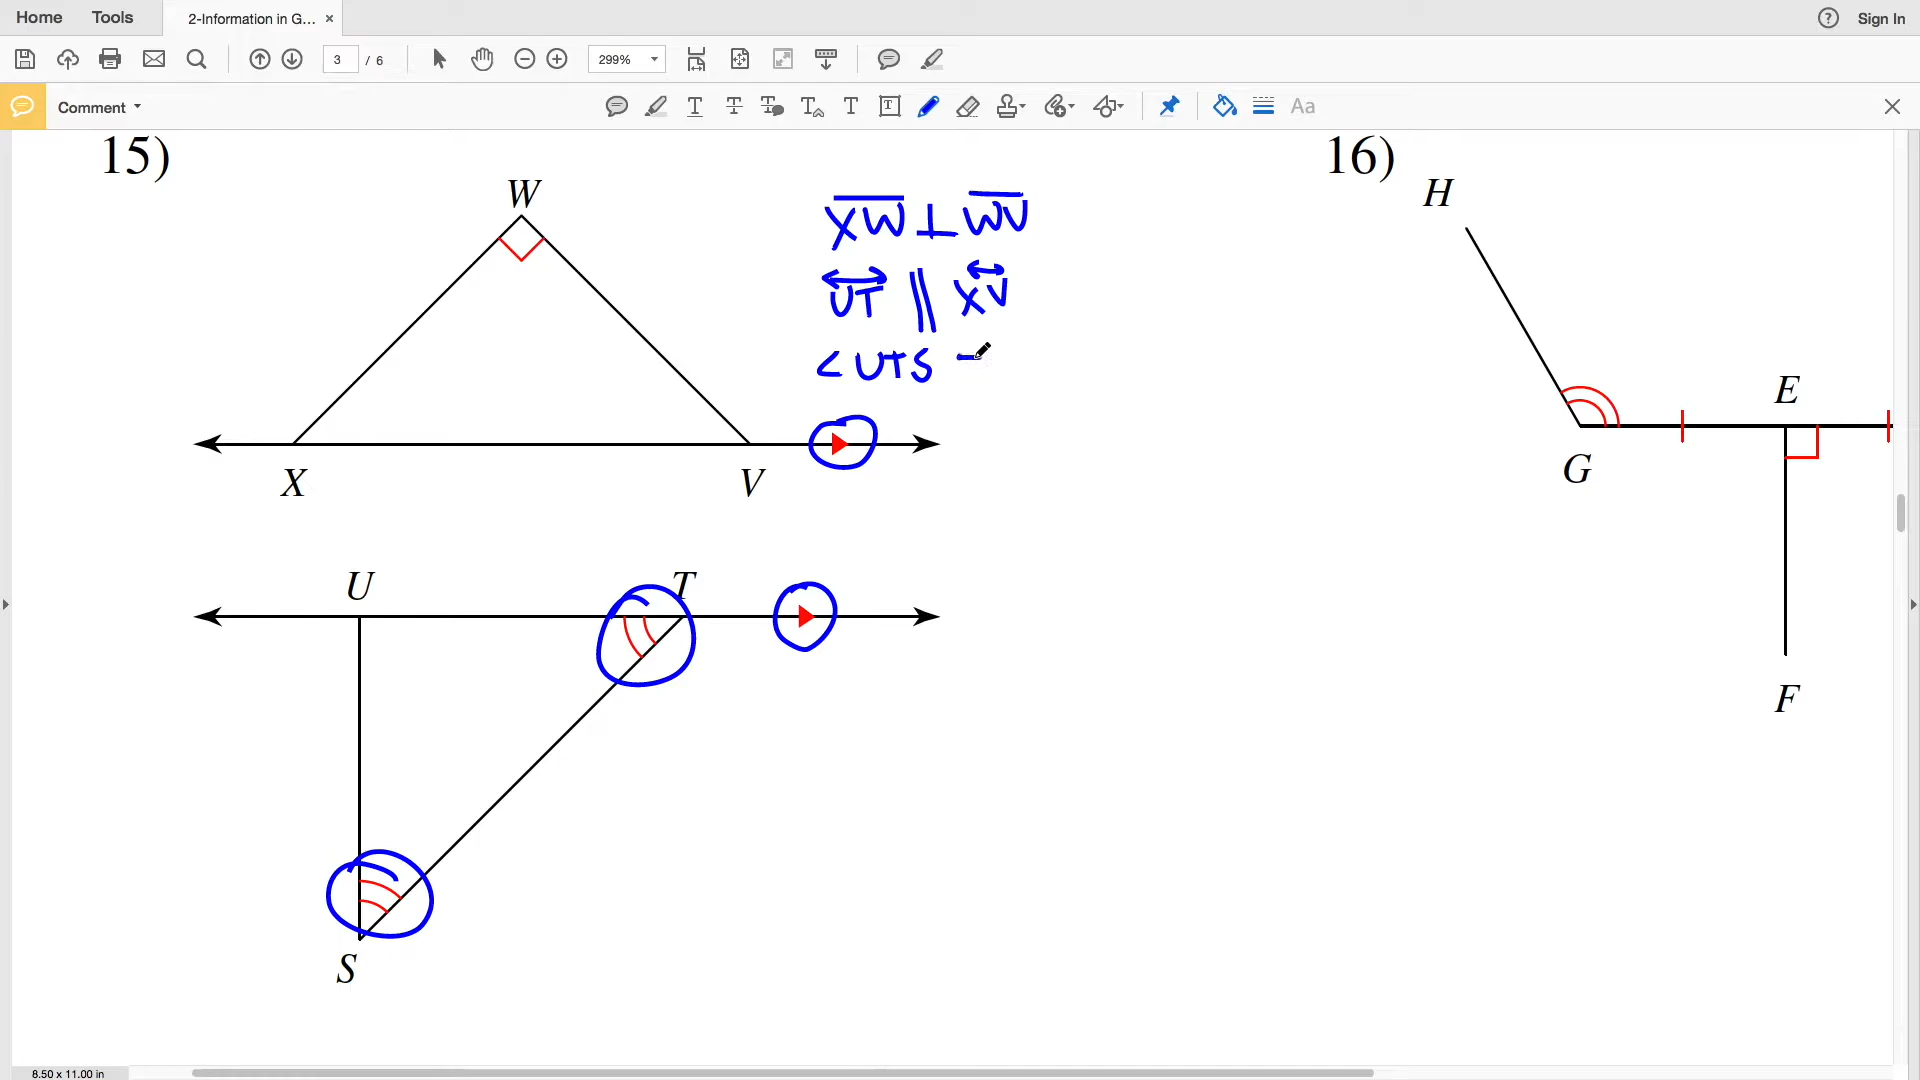 Home Tools 2-Information in G... × Sign In
3 / 6 299%
Comment Aa
15)
W
XW ⊥ WV
UT ∥ XV
< UTS
X V
U T
S
16)
H
E
G
F
8.50 x 11.00 in